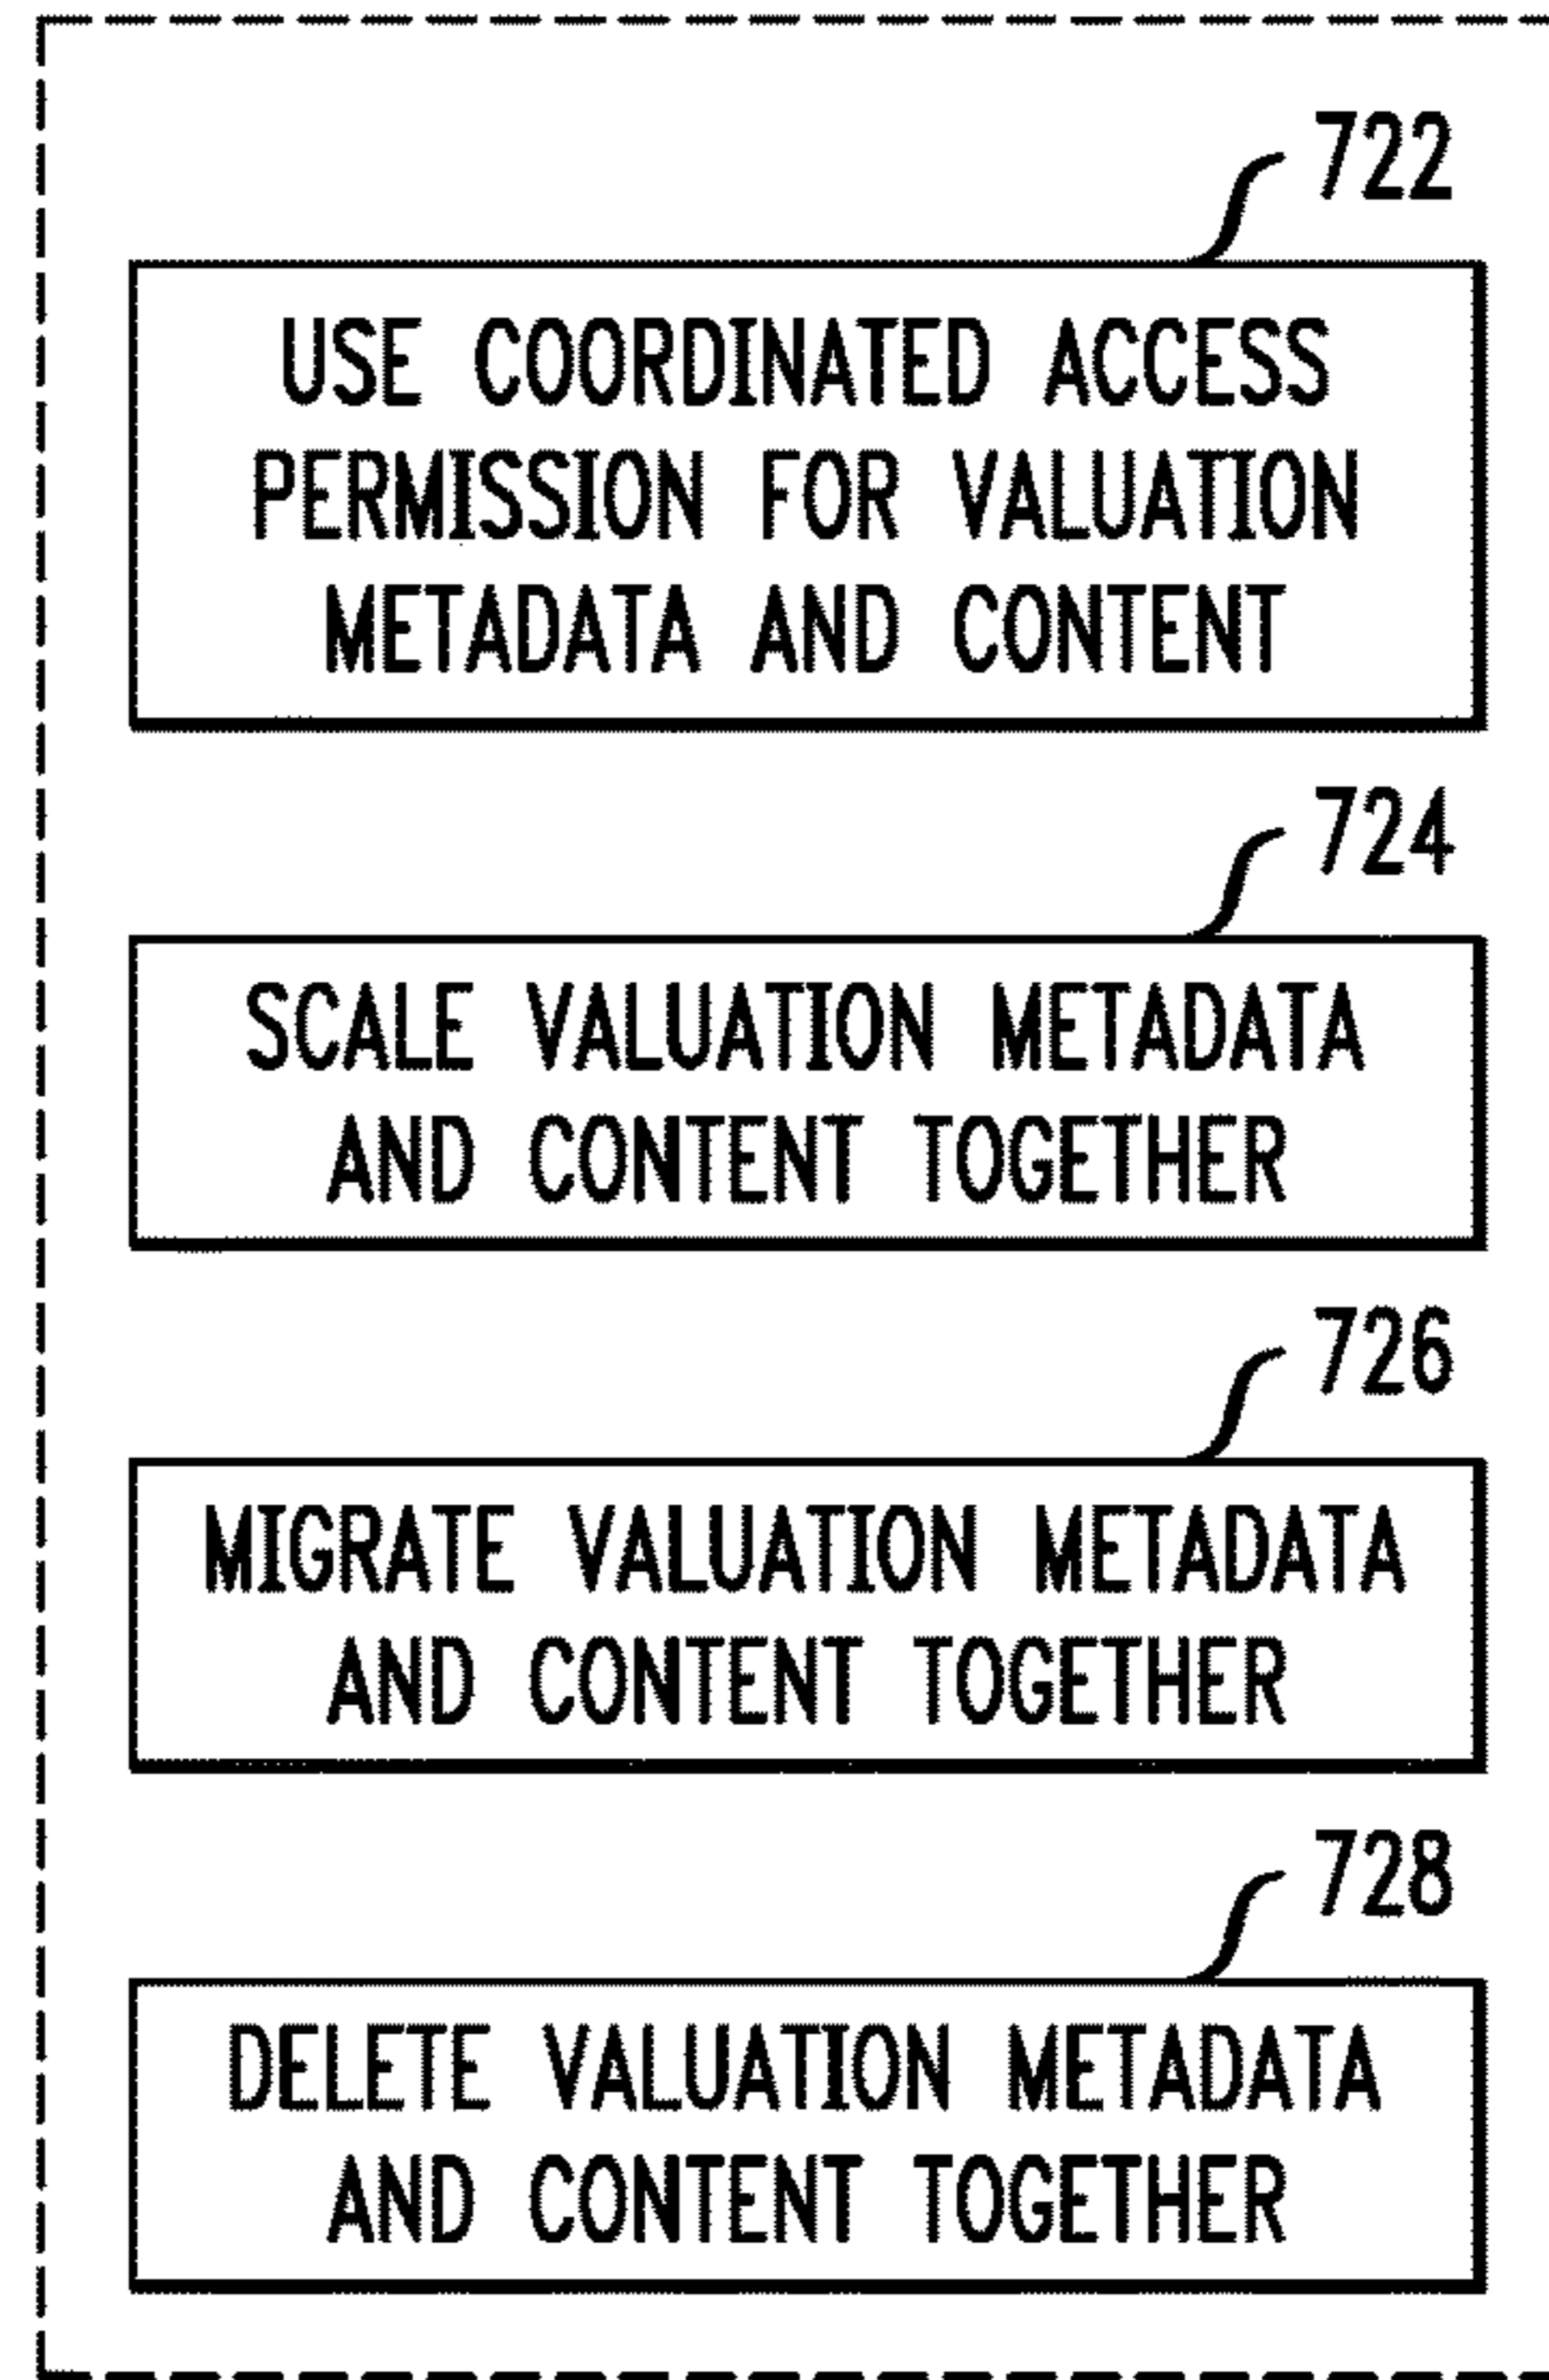 722
USE COORDINATED ACCESS
PERMISSION FOR VALUATION
METADATA AND CONTENT
724
SCALE VALUATION METADATA
AND CONTENT TOGETHER
726
MIGRATE VALUATION METADATA
AND CONTENT TOGETHER
728
DELETE VALUATION METADATA
AND CONTENT TOGETHER